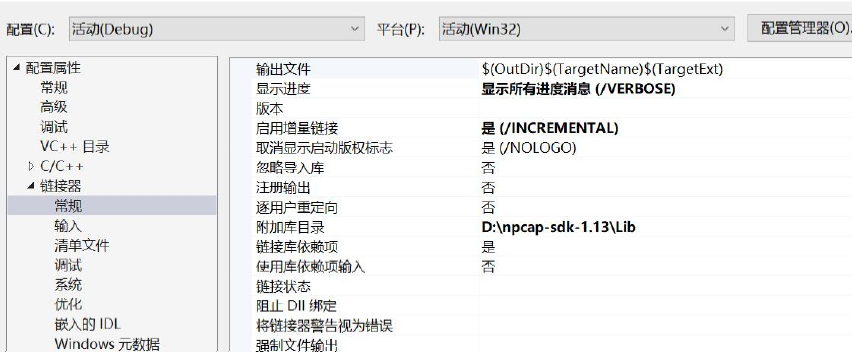 配置(C): 活动(Debug) 平台(P): 活动(Win32) 配置管理器(O)...
配置属性
常规
高级
调试
VC++ 目录
C/C++
链接器
常规
输入
清单文件
调试
系统
优化
嵌入的 IDL
Windows 元数据
输出文件 $(OutDir)$(TargetName)$(TargetExt)
显示进度 显示所有进度消息 (/VERBOSE)
版本
启用增量链接 是 (/INCREMENTAL)
取消显示启动版权标志 是 (/NOLOGO)
忽略导入库 否
注册输出 否
逐用户重定向 否
附加库目录 D:\npcap-sdk-1.13\Lib
链接库依赖项 是
使用库依赖项输入 否
链接状态
阻止 Dll 绑定
将链接器警告视为错误
强制文件输出